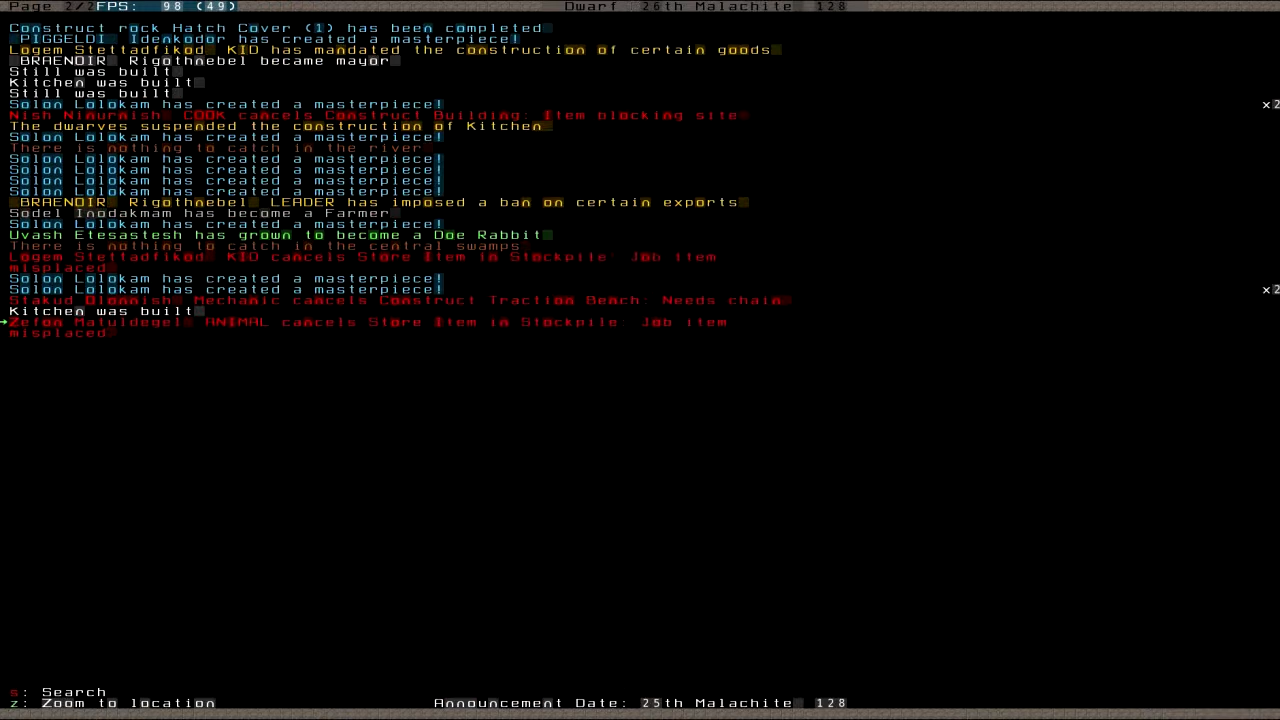 Page 2/2 FPS: 98 (49) Dwarf 26th Malachite 128
Construct rock Hatch Cover (1) has been completed
PIGGELDI Idenkodor has created a masterpiece!
Logem Stettadfikod KID has mandated the construction of certain goods
BRAENDIR Rigothnebel became mayor
Still was built
Kitchen was built
Still was built
Solon Lolokam has created a masterpiece! x2
Nish Ninurnish COOK cancels Construct Building: Item blocking site
The dwarves suspended the construction of Kitchen
Solon Lolokam has created a masterpiece!
There is nothing to catch in the river
Solon Lolokam has created a masterpiece!
Solon Lolokam has created a masterpiece!
Solon Lolokam has created a masterpiece!
Solon Lolokam has created a masterpiece!
BRAENDIR Rigothnebel LEADER has imposed a ban on certain exports
Sodel Inodakmam has become a Farmer
Solon Lolokam has created a masterpiece!
Uvash Etesastesh has grown to become a Doe Rabbit
There is nothing to catch in the central swamps
Logem Stettadfikod KID cancels Store Item in Stockpile: Job item
misplaced
Solon Lolokam has created a masterpiece!
Solon Lolokam has created a masterpiece! x2
Stakud Mechanic cancels Construct Traction Bench: Needs chain
Kitchen was built
Zefon Matuldegel ANIMAL cancels Store Item in Stockpile: Job item
misplaced
s: Search
z: Zoom to location Announcement Date: 25th Malachite 128